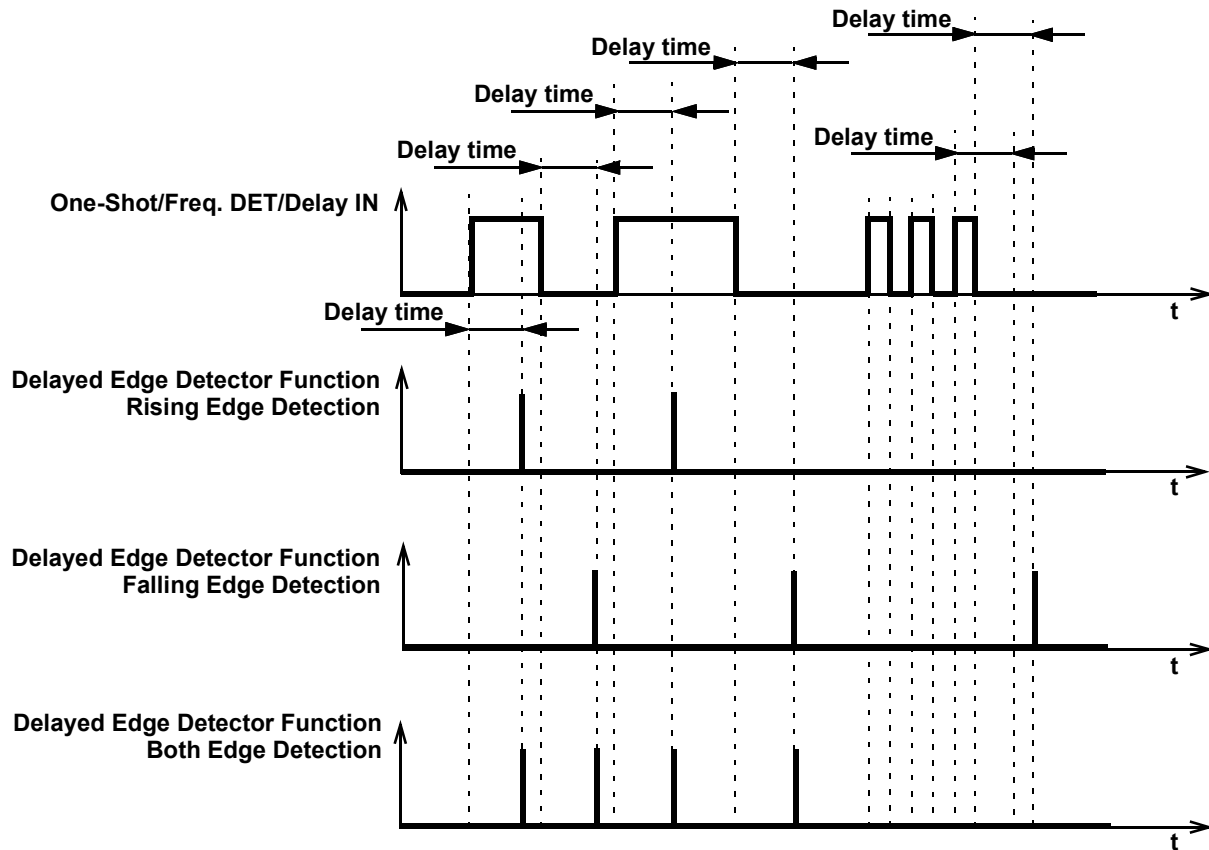 Delay time
Delay time
Delay time
Delay time
Delay time
One-Shot/Freq. DET/Delay IN
t
Delay time
Delayed Edge Detector Function
Rising Edge Detection
t
Delayed Edge Detector Function
Falling Edge Detection
t
Delayed Edge Detector Function
Both Edge Detection
t